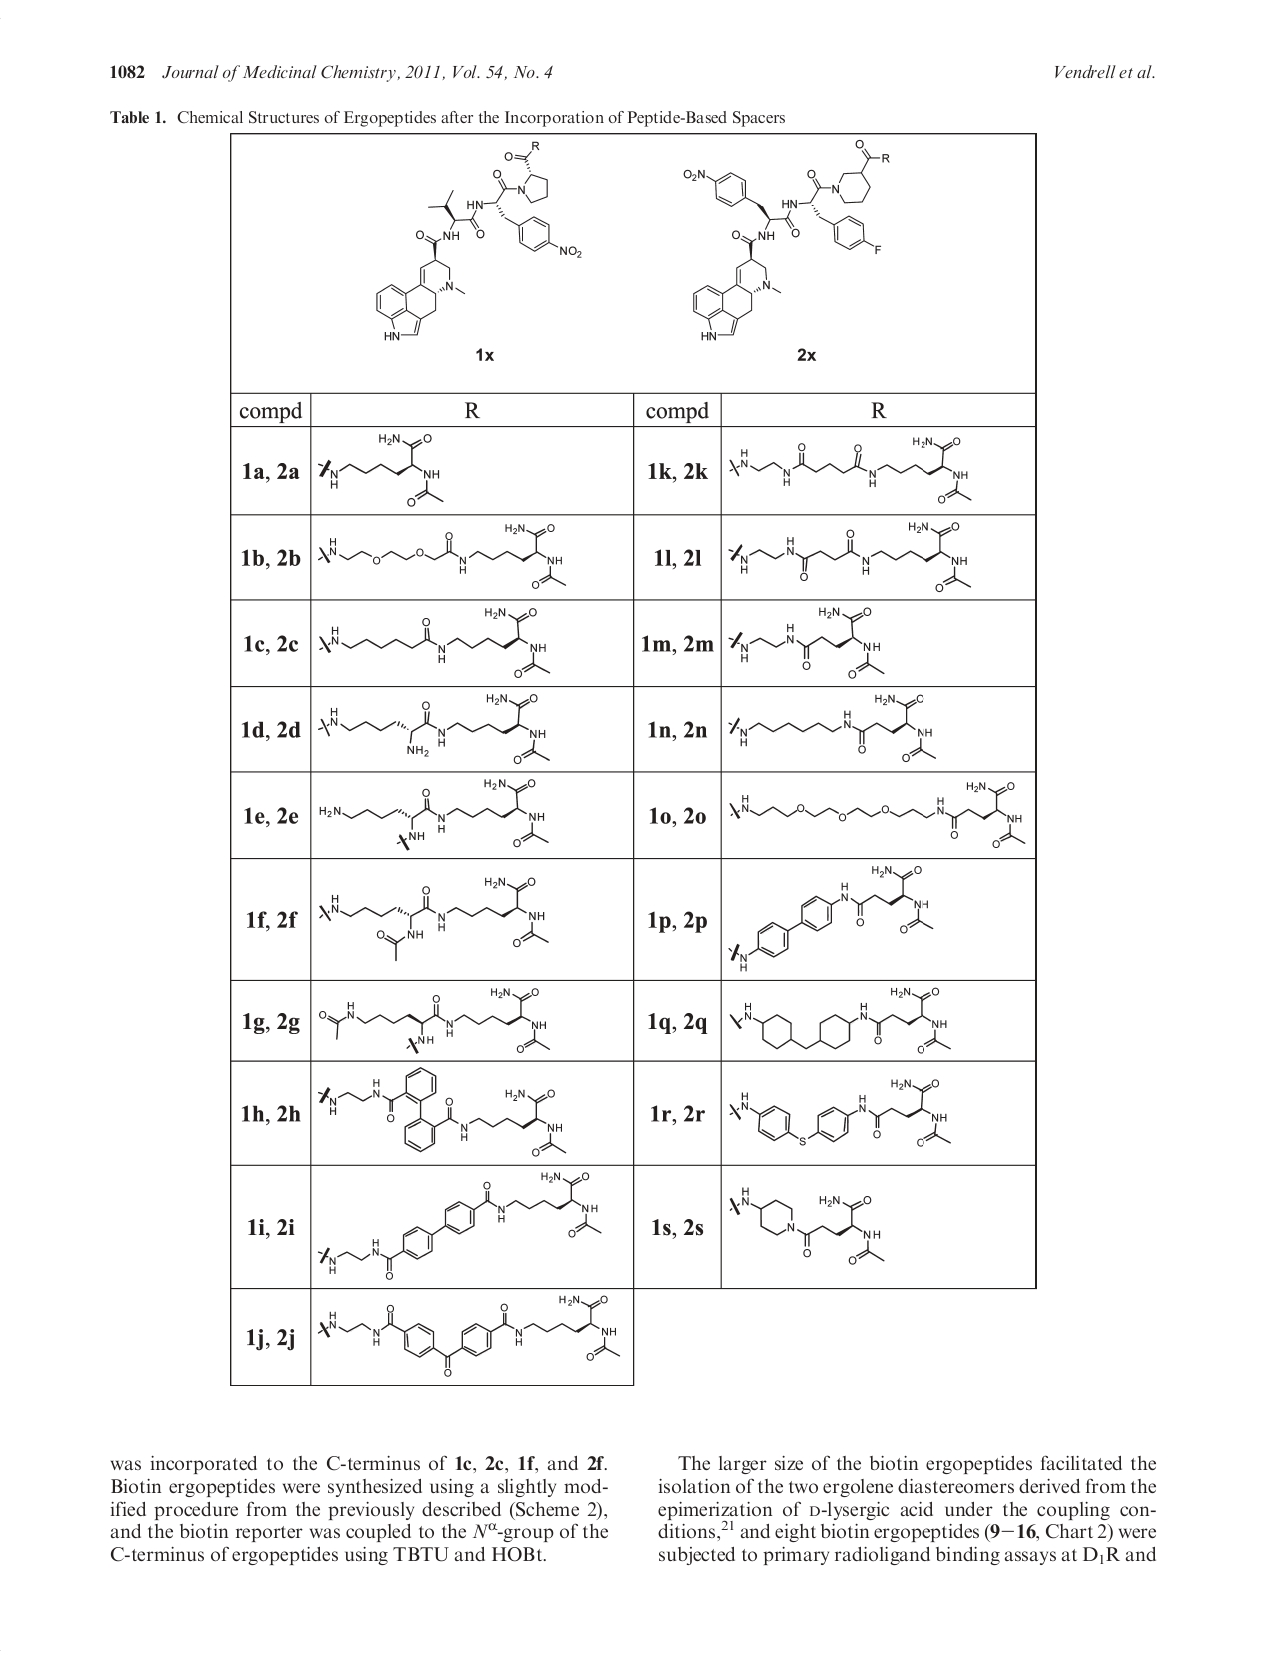 1082 Journal of Medicinal Chemistry, 2011, Vol. 54, No. 4
Vendrell et al.
Table 1. Chemical Structures of Ergopeptides after the Incorporation of Peptide-Based Spacers
1x
2x
compd R compd R
1a, 2a
1k, 2k
1b, 2b
1l, 2l
1c, 2c
1m, 2m
1d, 2d
1n, 2n
1e, 2e
1o, 2o
1f, 2f
1p, 2p
1g, 2g
1q, 2q
1h, 2h
1r, 2r
1i, 2i
1s, 2s
1j, 2j
was incorporated to the C-terminus of 1c, 2c, 1f, and 2f.
Biotin ergopeptides were synthesized using a slightly mod-
ified procedure from the previously described (Scheme 2),
and the biotin reporter was coupled to the Nα-group of the
C-terminus of ergopeptides using TBTU and HOBt.
The larger size of the biotin ergopeptides facilitated the
isolation of the two ergolene diastereomers derived from the
epimerization of D-lysergic acid under the coupling con-
ditions,21 and eight biotin ergopeptides (9−16, Chart 2) were
subjected to primary radioligand binding assays at D1R and